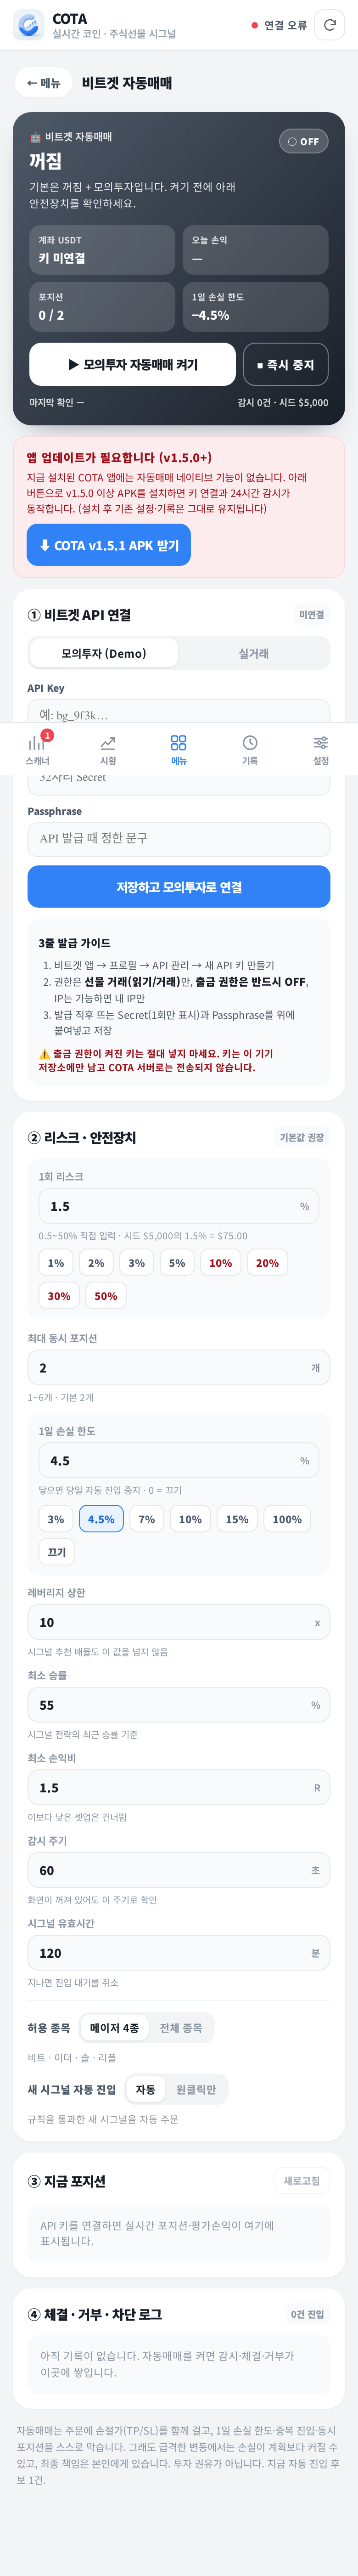 COTA
실시간 코인 · 주식선물 시그널
연결 오류
← 메뉴
비트겟 자동매매
🤖 비트겟 자동매매
○ OFF
꺼짐
기본은 꺼짐 + 모의투자입니다. 켜기 전에 아래
안전장치를 확인하세요.
계좌 USDT
키 미연결
오늘 손익
—
포지션
0 / 2
1일 손실 한도
−4.5%
▶ 모의투자 자동매매 켜기
■ 즉시 중지
마지막 확인 —
감시 0건 · 시드 $5,000
앱 업데이트가 필요합니다 (v1.5.0+)
지금 설치된 COTA 앱에는 자동매매 네이티브 기능이 없습니다. 아래
버튼으로 v1.5.0 이상 APK를 설치하면 키 연결과 24시간 감시가
동작합니다. (설치 후 기존 설정·기록은 그대로 유지됩니다)
⬇ COTA v1.5.1 APK 받기
① 비트겟 API 연결
미연결
모의투자 (Demo)
실거래
API Key
예: bg_9f3k…
1
스캐너
시황
메뉴
기록
설정
32자리 Secret
Passphrase
API 발급 때 정한 문구
저장하고 모의투자로 연결
3줄 발급 가이드
1. 비트겟 앱 → 프로필 → API 관리 → 새 API 키 만들기
2. 권한은 선물 거래(읽기/거래)만, 출금 권한은 반드시 OFF,
IP는 가능하면 내 IP만
3. 발급 직후 뜨는 Secret(1회만 표시)과 Passphrase를 위에
붙여넣고 저장
⚠️ 출금 권한이 켜진 키는 절대 넣지 마세요. 키는 이 기기
저장소에만 남고 COTA 서버로는 전송되지 않습니다.
② 리스크 · 안전장치
기본값 권장
1회 리스크
1.5 %
0.5~50% 직접 입력 · 시드 $5,000의 1.5% = $75.00
1% 2% 3% 5% 10% 20%
30% 50%
최대 동시 포지션
2 개
1~6개 · 기본 2개
1일 손실 한도
4.5 %
닿으면 당일 자동 진입 중지 · 0 = 끄기
3% 4.5% 7% 10% 15% 100%
끄기
레버리지 상한
10 x
시그널 추천 배율도 이 값을 넘지 않음
최소 승률
55 %
시그널 전략의 최근 승률 기준
최소 손익비
1.5 R
이보다 낮은 셋업은 건너뜀
감시 주기
60 초
화면이 꺼져 있어도 이 주기로 확인
시그널 유효시간
120 분
지나면 진입 대기를 취소
허용 종목 메이저 4종 전체 종목
비트 · 이더 · 솔 · 리플
새 시그널 자동 진입 자동 원클릭만
규칙을 통과한 새 시그널을 자동 주문
③ 지금 포지션
새로고침
API 키를 연결하면 실시간 포지션·평가손익이 여기에
표시됩니다.
④ 체결 · 거부 · 차단 로그
0건 진입
아직 기록이 없습니다. 자동매매를 켜면 감시·체결·거부가
이곳에 쌓입니다.
자동매매는 주문에 손절가(TP/SL)를 함께 걸고, 1일 손실 한도·중복 진입·동시
포지션을 스스로 막습니다. 그래도 급격한 변동에서는 손실이 계획보다 커질 수
있고, 최종 책임은 본인에게 있습니다. 투자 권유가 아닙니다. 지금 자동 진입 후
보 1건.